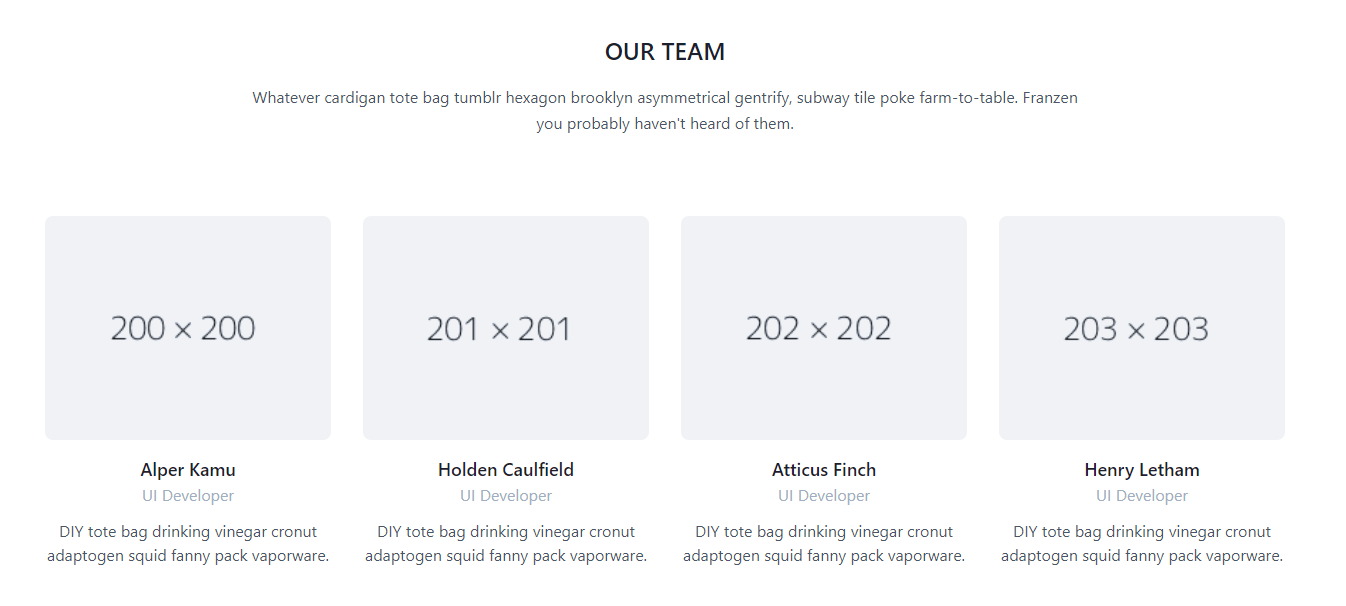 OUR TEAM
Whatever cardigan tote bag tumblr hexagon brooklyn asymmetrical gentrify, subway tile poke farm-to-table. Franzen
you probably haven't heard of them.
200 × 200
201 × 201
202 × 202
203 × 203
Alper Kamu
UI Developer
DIY tote bag drinking vinegar cronut
adaptogen squid fanny pack vaporware.
Holden Caulfield
UI Developer
DIY tote bag drinking vinegar cronut
adaptogen squid fanny pack vaporware.
Atticus Finch
UI Developer
DIY tote bag drinking vinegar cronut
adaptogen squid fanny pack vaporware.
Henry Letham
UI Developer
DIY tote bag drinking vinegar cronut
adaptogen squid fanny pack vaporware.